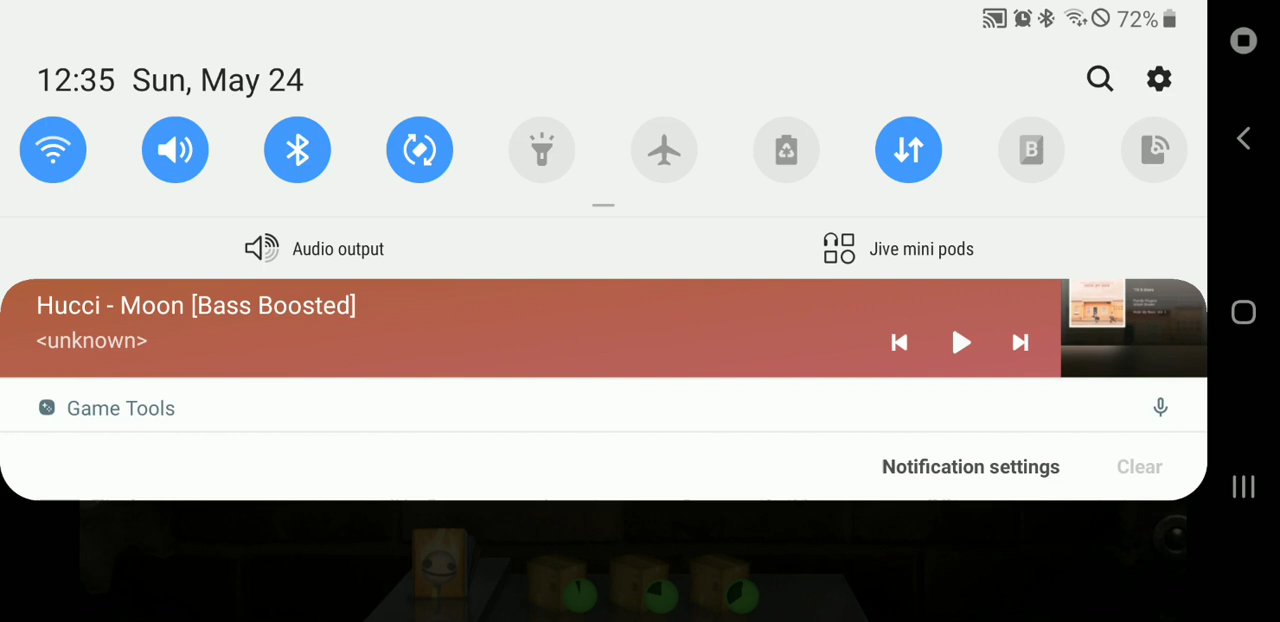 72%
12:35 Sun, May 24
B
Audio output
Jive mini pods
Hucci - Moon [Bass Boosted]
<unknown>
Game Tools
Notification settings
Clear